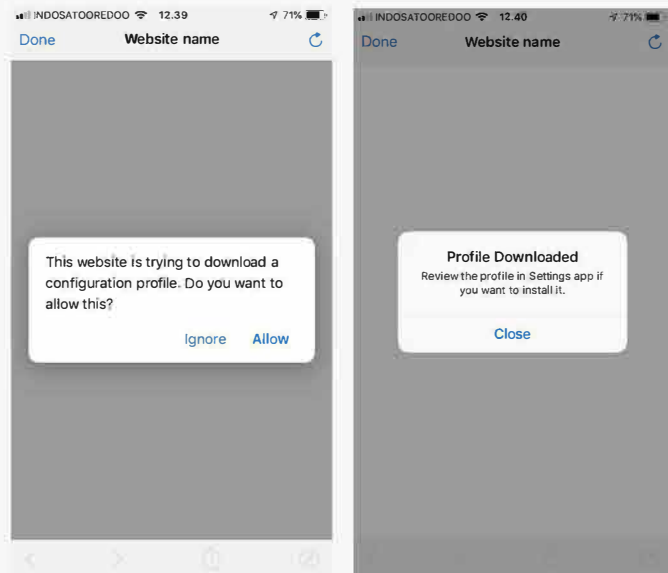 INDOSATOOREDOO 12.39 71%
Done Website name
This website is trying to download a
configuration profile. Do you want to
allow this?
Ignore Allow
INDOSATOOREDOO 12.40 71%
Done Website name
Profile Downloaded
Review the profile in Settings app if
you want to install it.
Close